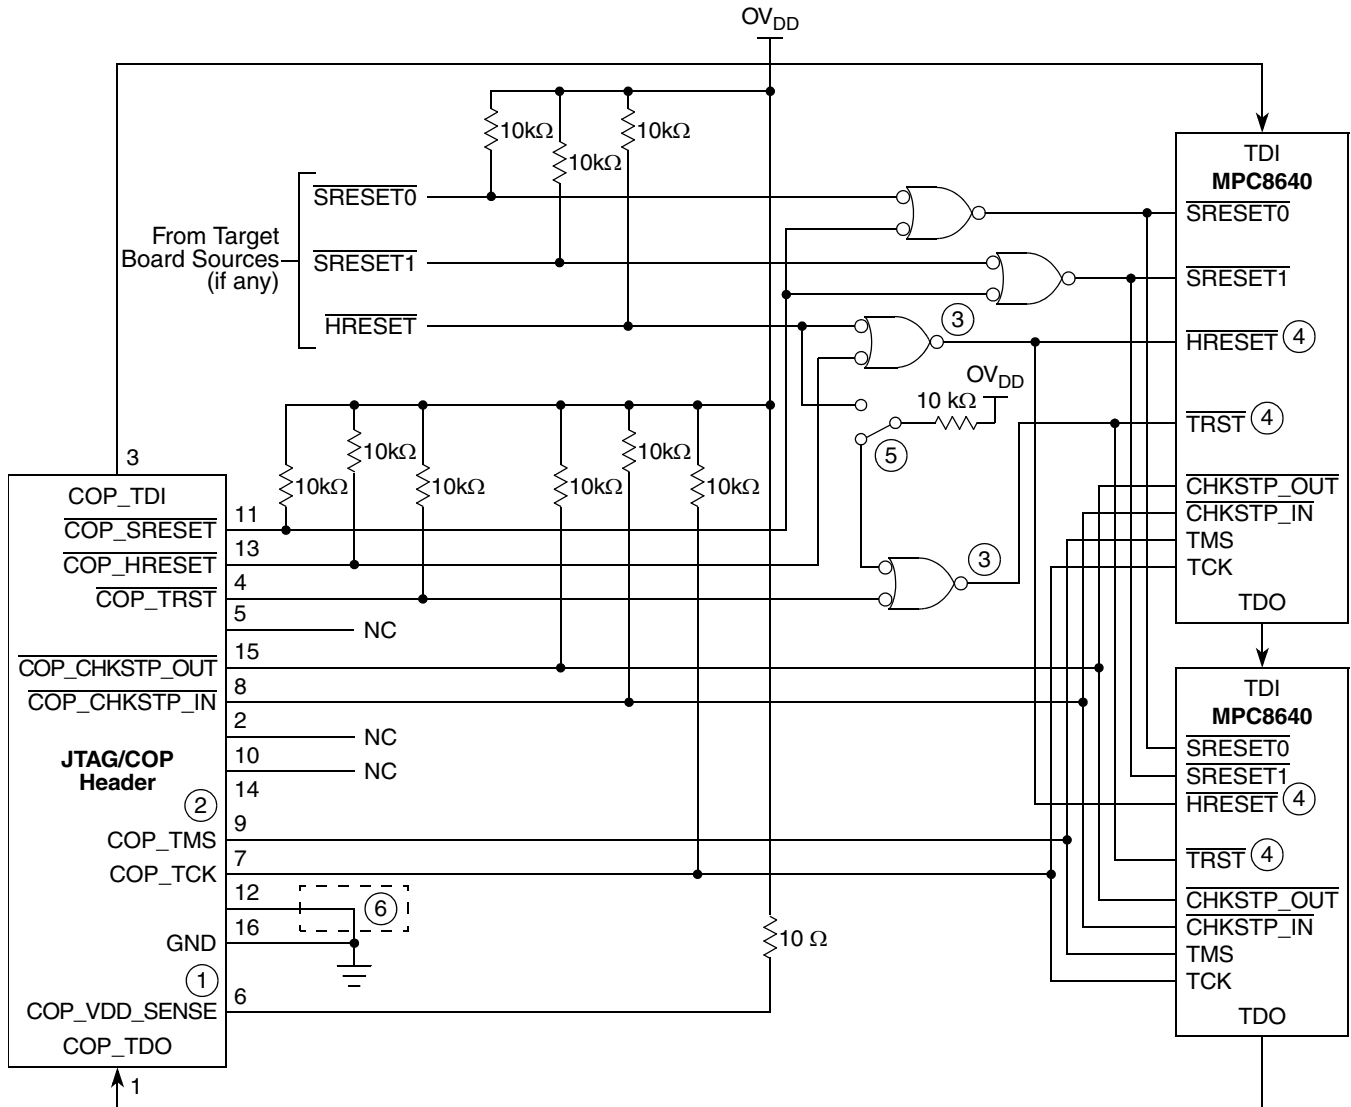 OVDD
10kΩ
10kΩ
10kΩ
TDI
MPC8640
SRESET0
SRESET0
From Target
Board Sources
(if any)
SRESET1
SRESET1
HRESET
3
HRESET 4
OVDD
10 kΩ
TRST 4
5
3
10kΩ
10kΩ
10kΩ
10kΩ
10kΩ
10kΩ
CHKSTP_OUT
CHKSTP_IN
TMS
TCK
TDO
3
COP_TDI
COP_SRESET 11
COP_HRESET 13
COP_TRST 4
5 NC
COP_CHKSTP_OUT 15
COP_CHKSTP_IN 8
2 NC
JTAG/COP
Header
10 NC
14
2
COP_TMS 9
COP_TCK 7
12
6
GND 16
1
COP_VDD_SENSE 6
COP_TDO
1
10 Ω
TDI
MPC8640
SRESET0
SRESET1
HRESET 4
TRST 4
CHKSTP_OUT
CHKSTP_IN
TMS
TCK
TDO